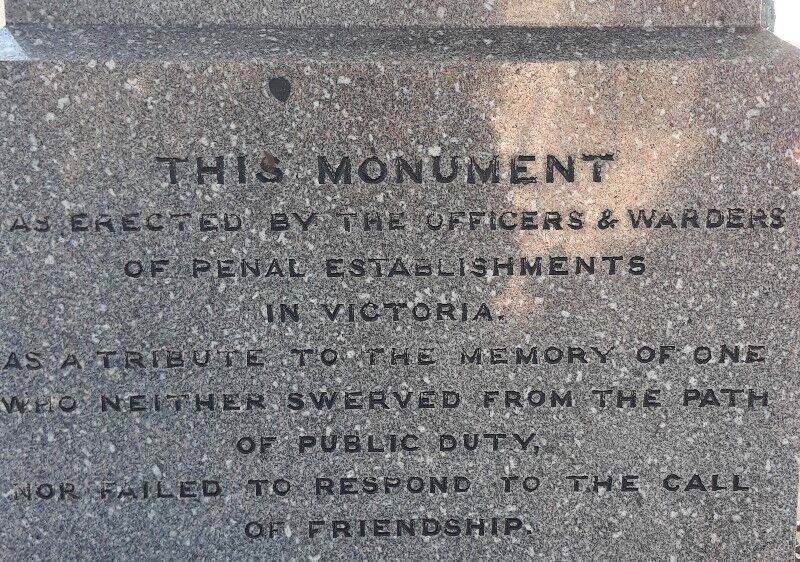 THIS MONUMENT
AS ERECTED BY THE OFFICERS & WARDERS
OF PENAL ESTABLISHMENTS
IN VICTORIA.
AS A TRIBUTE TO THE MEMORY OF ONE
WHO NEITHER SWERVED FROM THE PATH
OF PUBLIC DUTY,
NOR FAILED TO RESPOND TO THE CALL
OF FRIENDSHIP.